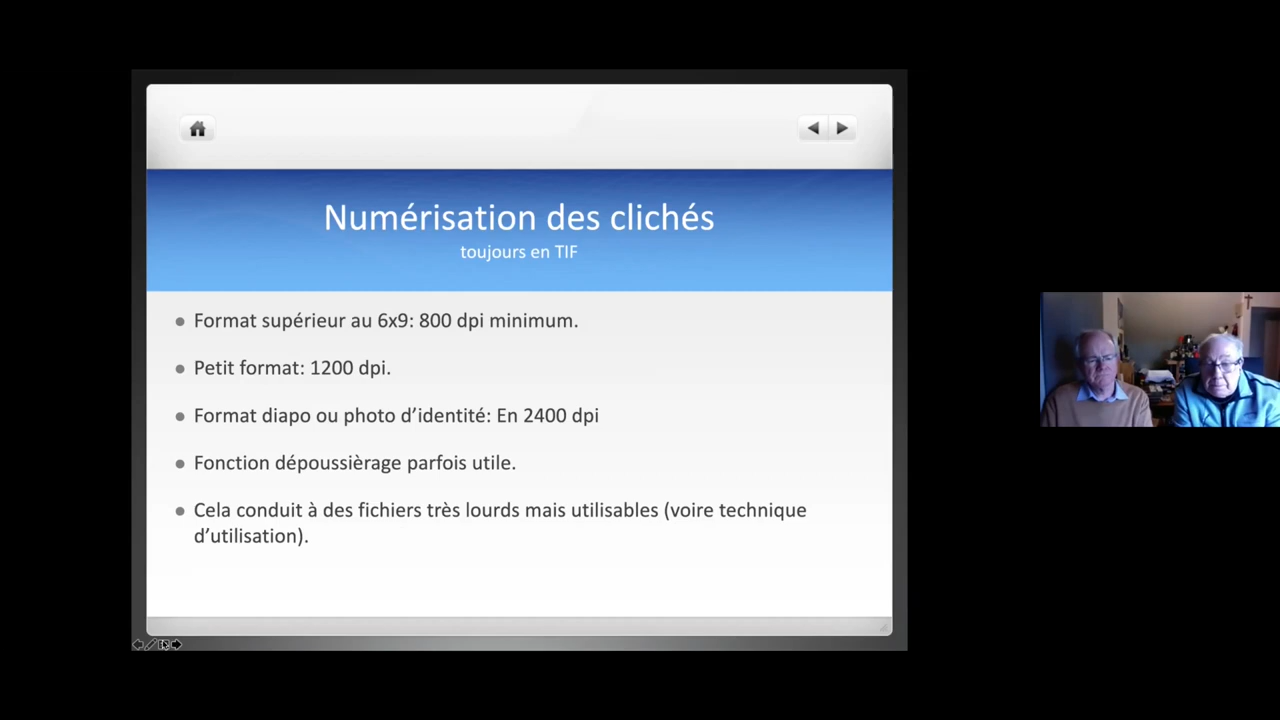 Numérisation des clichés
toujours en TIF
Format supérieur au 6x9: 800 dpi minimum.
Petit format: 1200 dpi.
Format diapo ou photo d’identité: En 2400 dpi
Fonction dépoussièrage parfois utile.
Cela conduit à des fichiers très lourds mais utilisables (voire technique
d’utilisation).